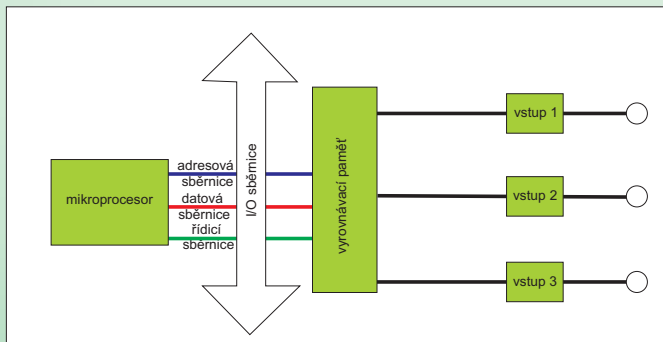 mikroprocesor
adresová
sběrnice
datová
sběrnice
řídicí
sběrnice
I/O sběrnice
vyrovnávací paměť
vstup 1
vstup 2
vstup 3